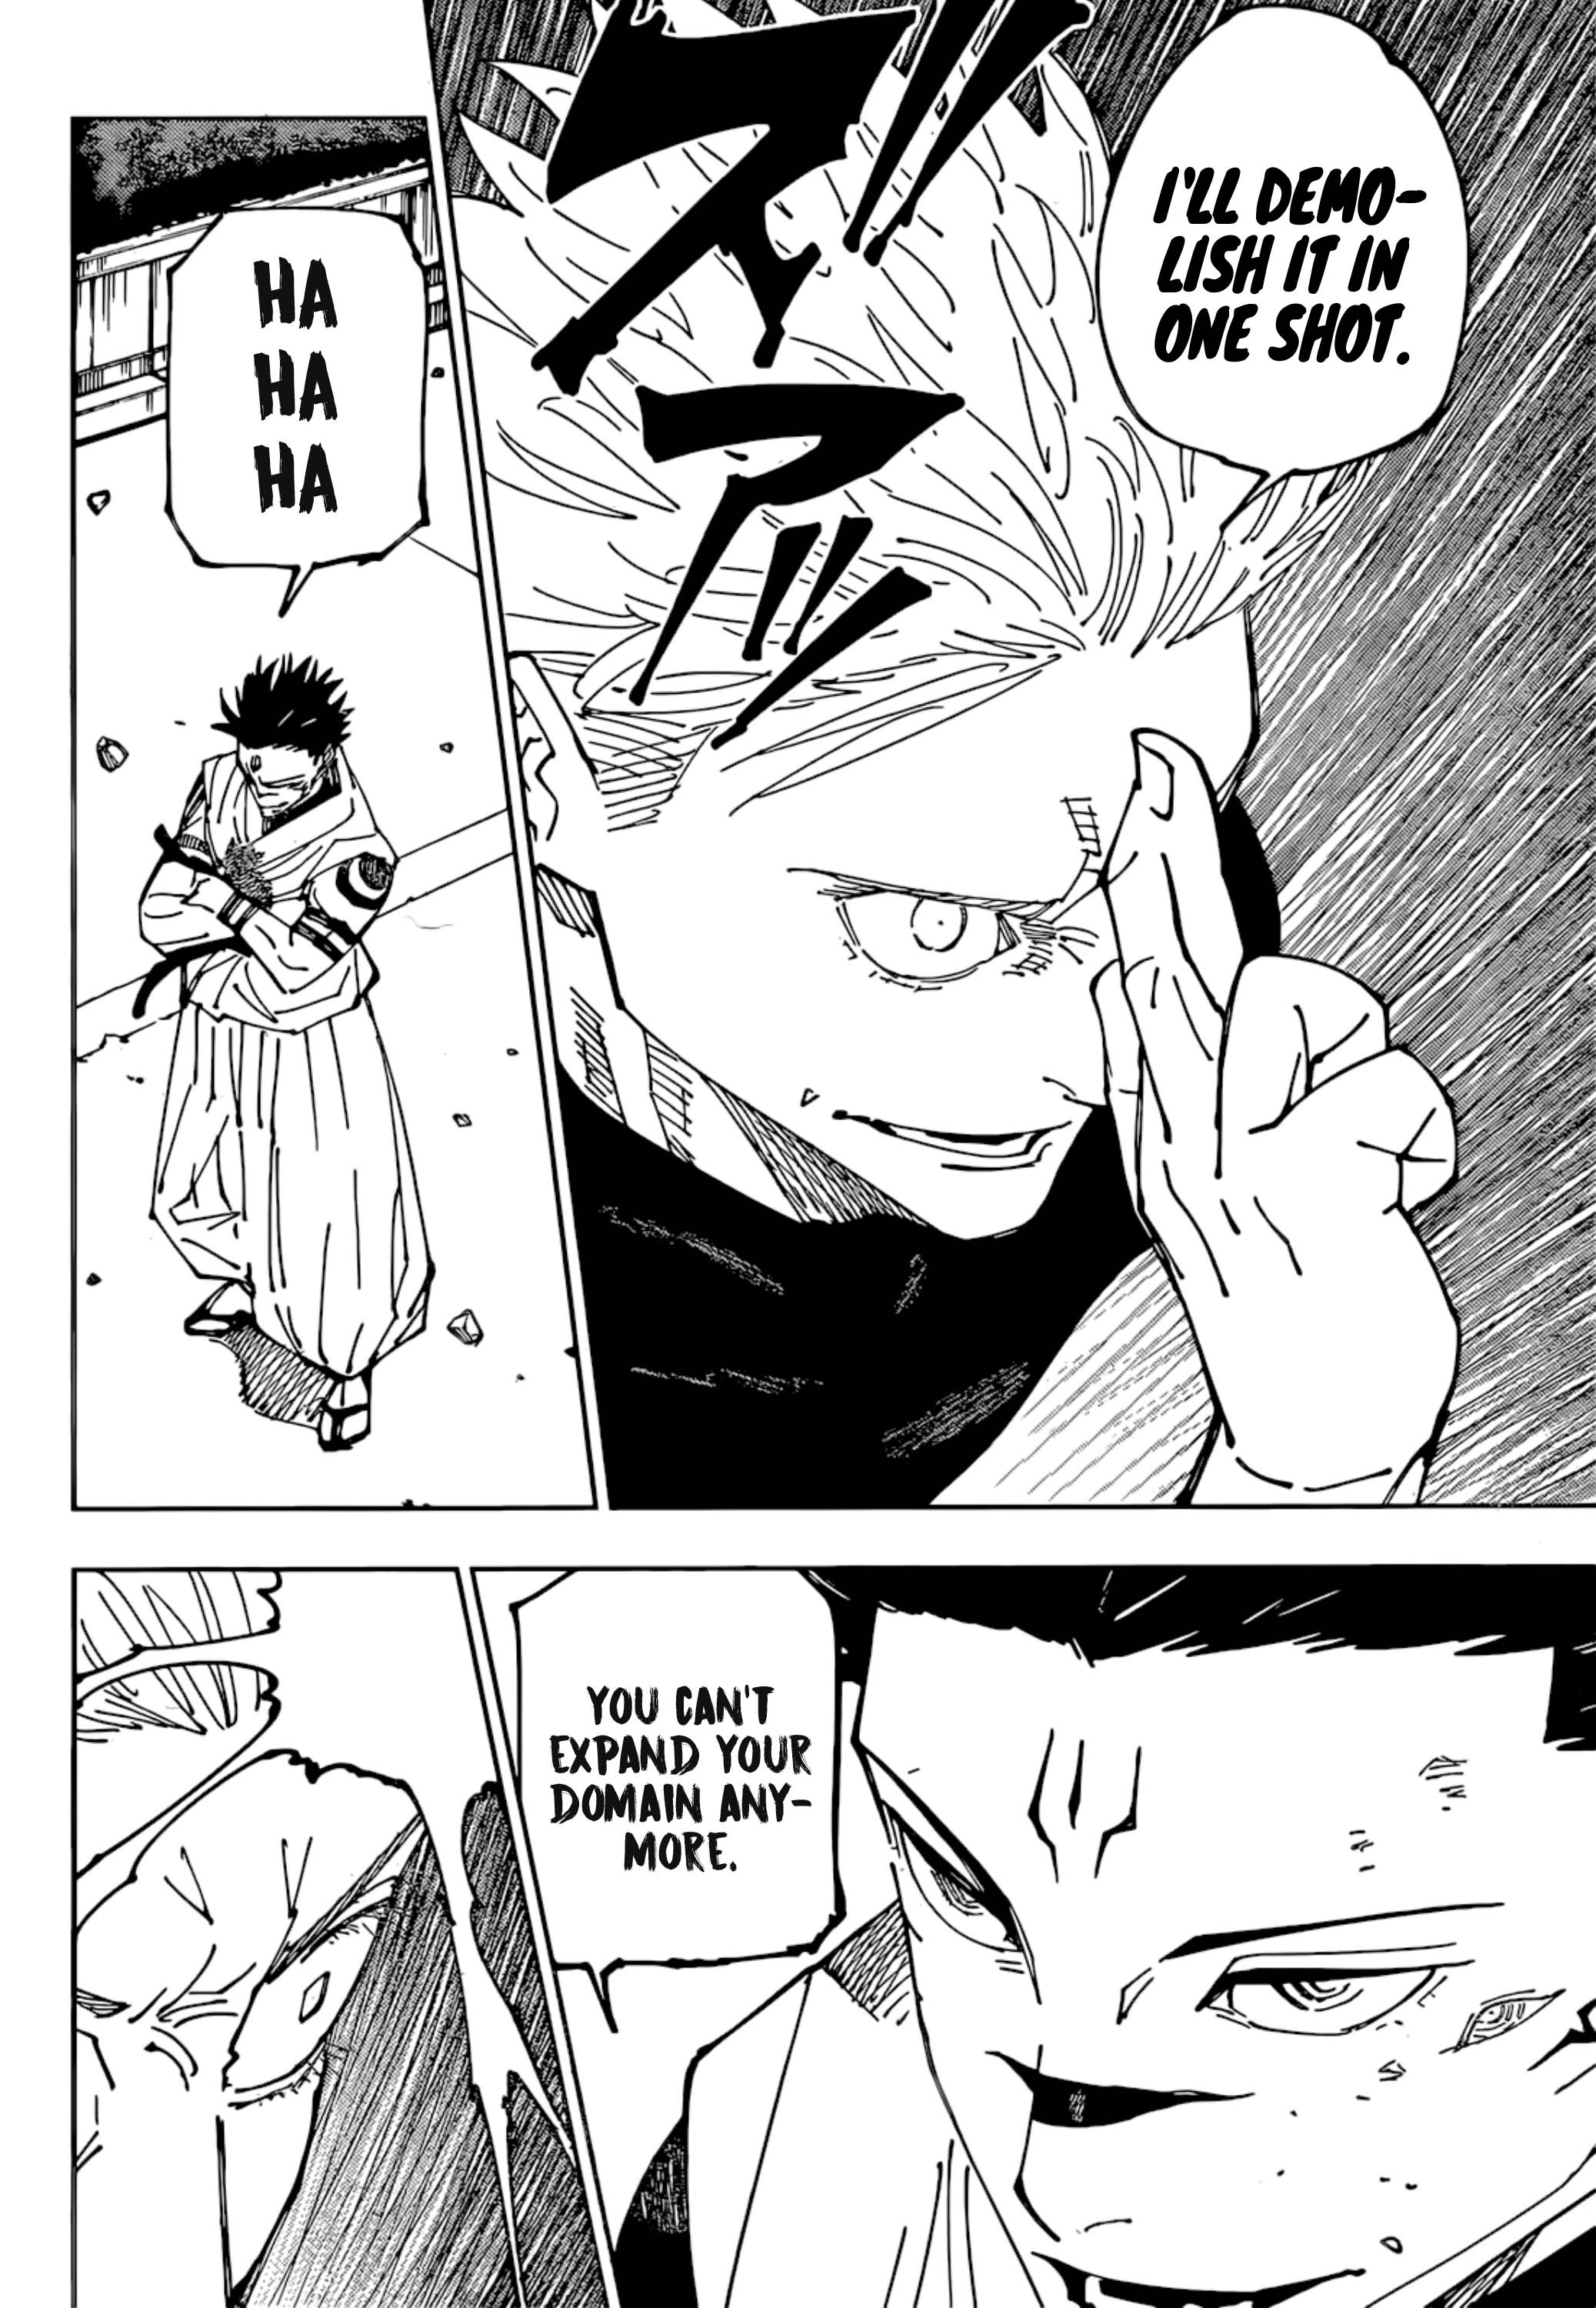 I'LL DEMO-
LISH IT IN
ONE SHOT.
HA
HA
HA
YOU CAN'T
EXPAND YOUR
DOMAIN ANY-
MORE.